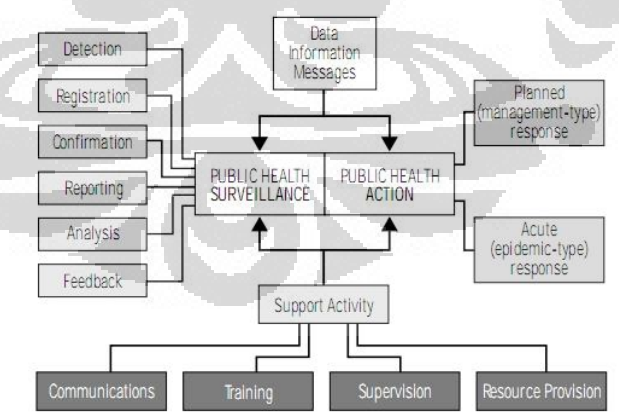 Detection
Registration
Confirmation
Reporting
Analysis
Feedback
Data
Information
Messages
PUBLIC HEALTH
SURVEILLANCE
PUBLIC HEALTH
ACTION
Planned
(management-type)
response
Acute
(epidemic-type)
response
Support Activity
Communications
Training
Supervision
Resource Provision